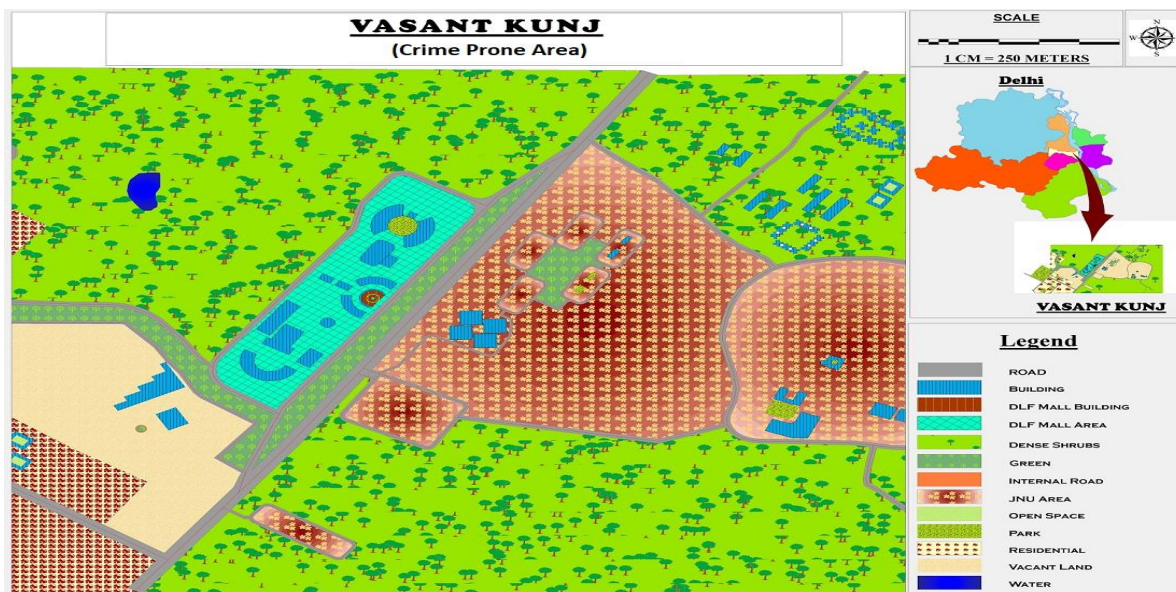 VASANT KUNJ
(Crime Prone Area)
SCALE
1 CM = 250 METERS
N
W
E
S
Delhi
VASANT KUNJ
Legend
ROAD
BUILDING
DLF MALL BUILDING
DLF MALL AREA
DENSE SHRUBS
GREEN
INTERNAL ROAD
JNU AREA
OPEN SPACE
PARK
RESIDENTIAL
VACANT LAND
WATER